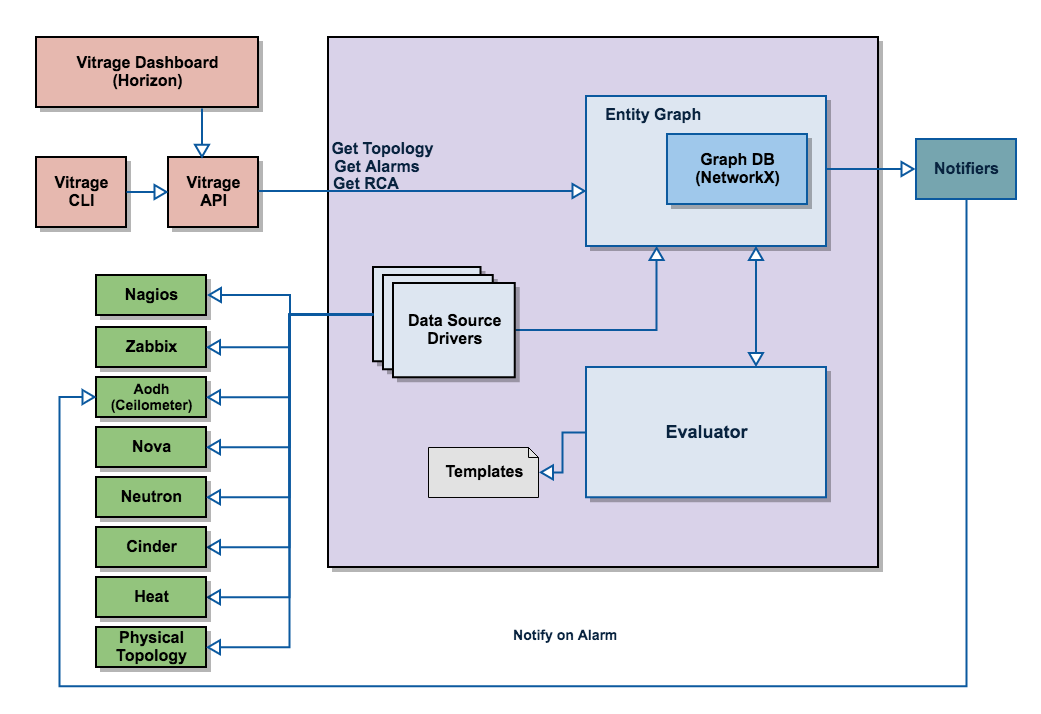 Vitrage Dashboard
(Horizon)
Vitrage
CLI
Vitrage
API
Get Topology
Get Alarms
Get RCA
Entity Graph
Graph DB
(NetworkX)
Notifiers
Nagios
Zabbix
Aodh
(Ceilometer)
Nova
Neutron
Cinder
Heat
Physical
Topology
Data Source
Drivers
Templates
Evaluator
Notify on Alarm